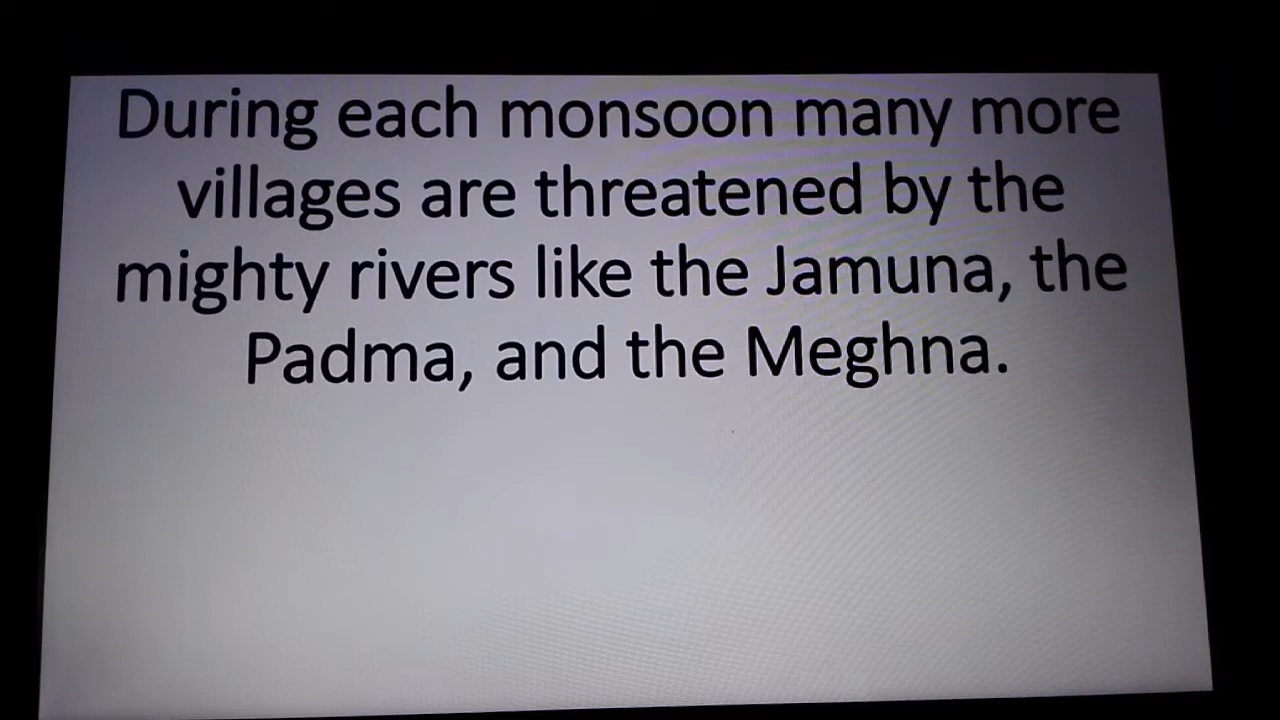 During each monsoon many more
villages are threatened by the
mighty rivers like the Jamuna, the
Padma, and the Meghna.